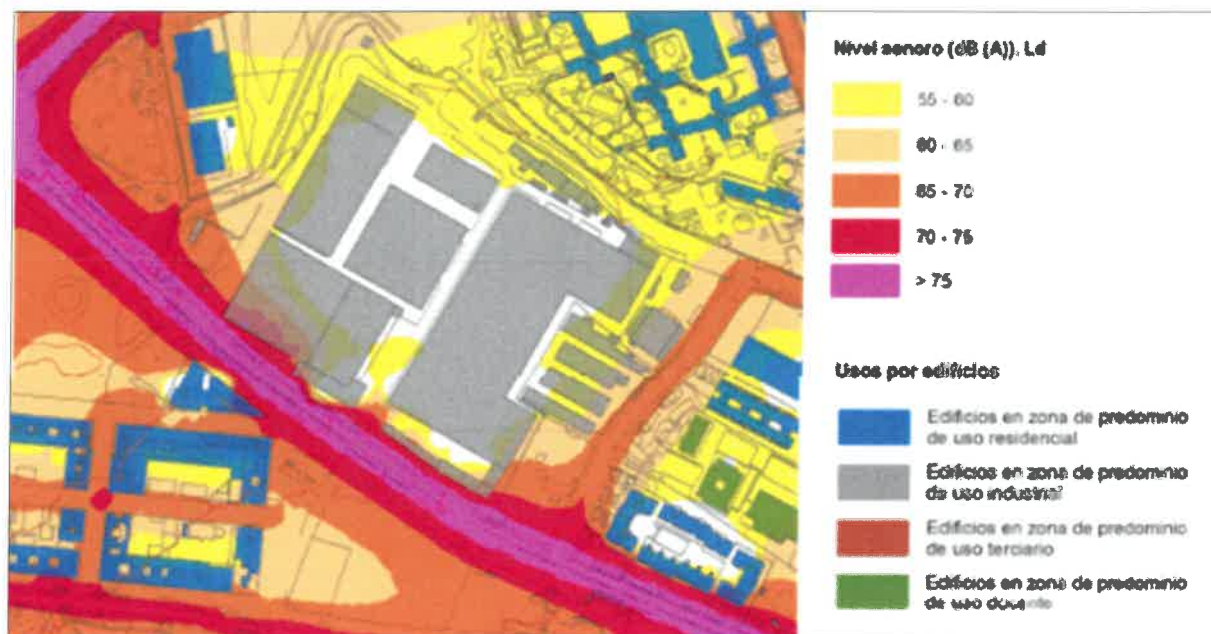 Nivel sonoro (dB (A)). Ld
55 - 60
60 - 65
65 - 70
70 - 75
> 75
Usos por edificios
Edificios en zona de predominio
de uso residencial
Edificios en zona de predominio
de uso industrial
Edificios en zona de predominio
de uso terciario
Edificios en zona de predominio
de uso docente